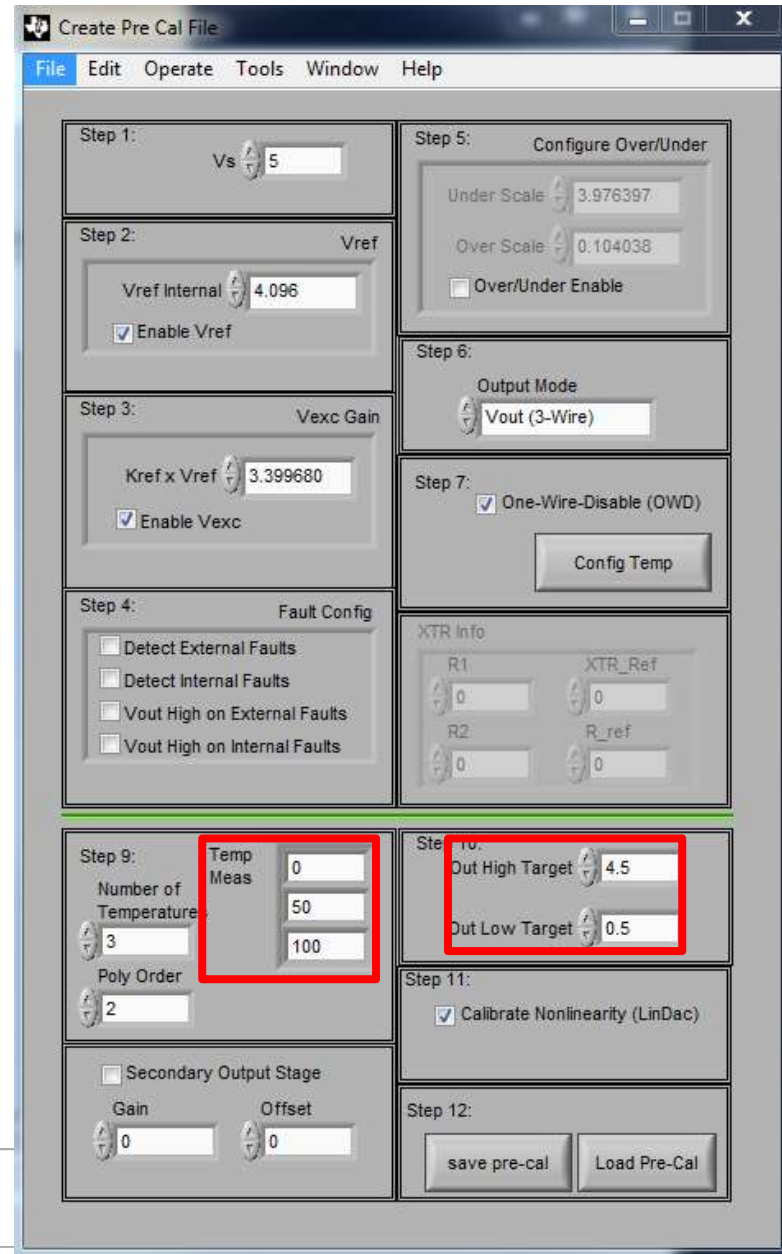 Create Pre Cal File
File Edit Operate Tools Window Help
Step 1:
Vs 5
Step 2:
Vref
Vref Internal 4.096
Enable Vref
Step 3:
Vexc Gain
Kref x Vref 3.399680
Enable Vexc
Step 4:
Fault Config
Detect External Faults
Detect Internal Faults
Vout High on External Faults
Vout High on Internal Faults
Step 5:
Configure Over/Under
Under Scale 3.976397
Over Scale 0.104038
Over/Under Enable
Step 6:
Output Mode
Vout (3-Wire)
Step 7:
One-Wire-Disable (OWD)
Config Temp
XTR Info
R1 XTR_Ref
0 0
R2 R_ref
0 0
Step 9:
Number of
Temperatures
3
Poly Order
2
Temp
Meas
0
50
100
Step 10:
Out High Target 4.5
Out Low Target 0.5
Step 11:
Calibrate Nonlinearity (LinDac)
Secondary Output Stage
Gain Offset
0 0
Step 12:
save pre-cal Load Pre-Cal